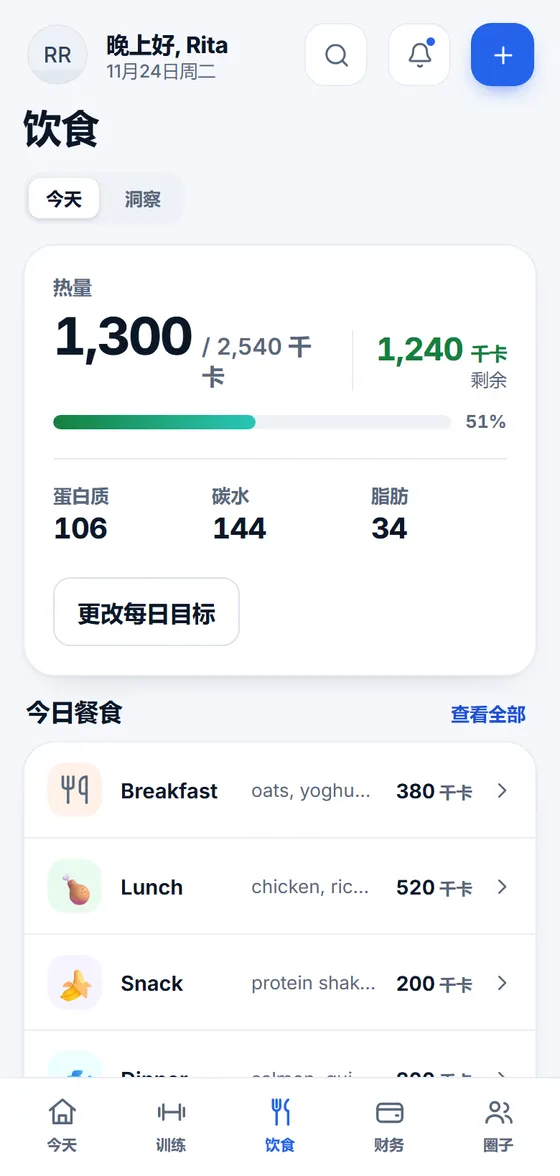 RR
晚上好, Rita
11月24日周二
饮食
今天 洞察
热量
1,300 / 2,540 千卡
1,240 千卡
剩余
51%
蛋白质 碳水 脂肪
106 144 34
更改每日目标
今日餐食 查看全部
Breakfast oats, yoghu... 380 千卡
Lunch chicken, ric... 520 千卡
Snack protein shak... 200 千卡
今天 训练 饮食 财务 圈子